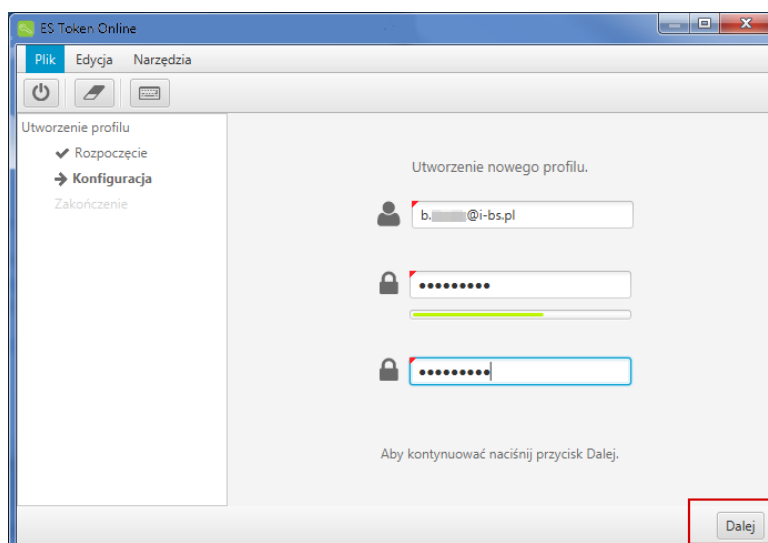 ES Token Online
Plik Edycja Narzędzia
Utworzenie profilu
Rozpoczęcie
Konfiguracja
Zakończenie
Utworzenie nowego profilu.
b. @i-bs.pl
•••••••••
•••••••••
Aby kontynuować naciśnij przycisk Dalej.
Dalej